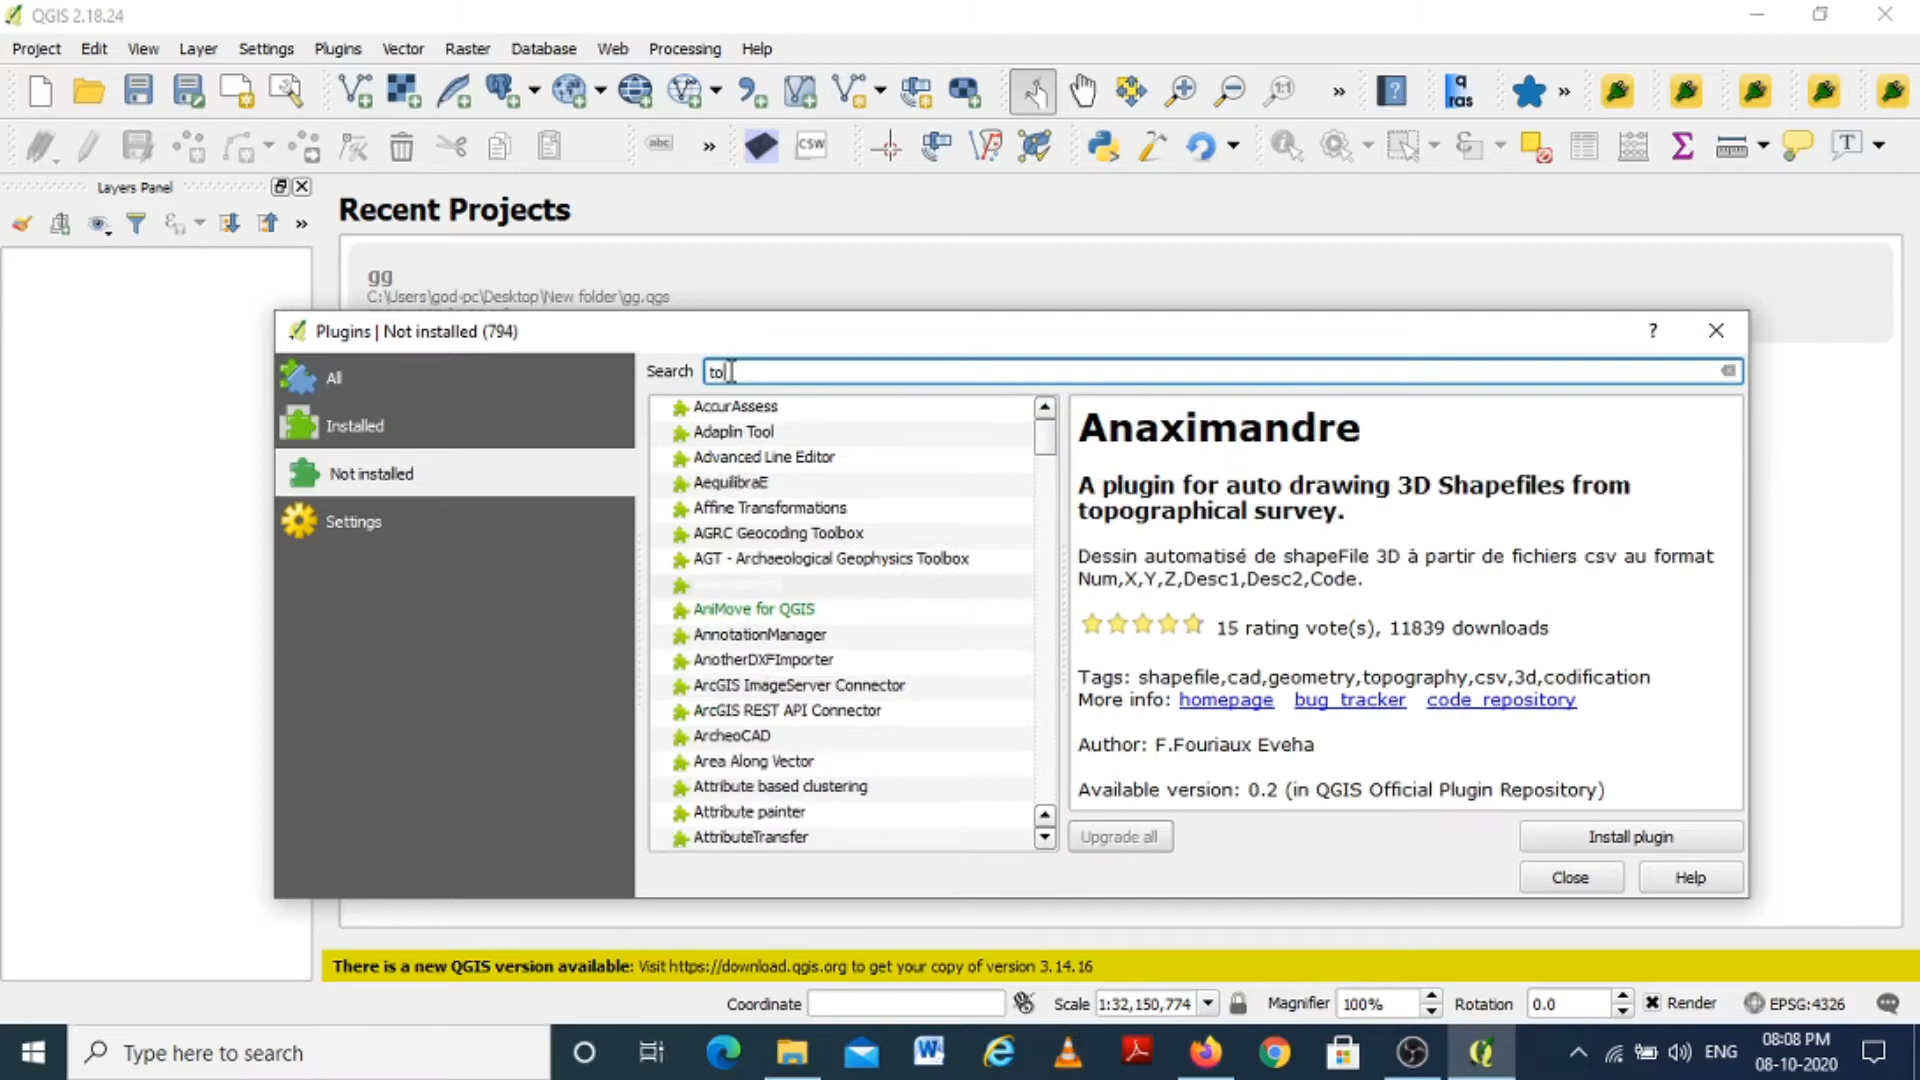 QGIS 2.18.24
Project Edit View Layer Settings Plugins Vector Raster Database Web Processing Help
q
ras
abc
CSW
T
Layers Panel
Recent Projects
gg
C:\Users\god-pc\Desktop\New folder\gg.qgs
Plugins | Not installed (794)
?
All
Installed
Not installed
Settings
Search to
AccurAssess
Adaplin Tool
Advanced Line Editor
AequilibraE
Affine Transformations
AGRC Geocoding Toolbox
AGT - Archaeological Geophysics Toolbox
AniMove for QGIS
AnnotationManager
AnotherDXFImporter
ArcGIS ImageServer Connector
ArcGIS REST API Connector
ArcheoCAD
Area Along Vector
Attribute based clustering
Attribute painter
AttributeTransfer
Anaximandre
A plugin for auto drawing 3D Shapefiles from
topographical survey.
Dessin automatisé de shapeFile 3D à partir de fichiers csv au format
Num,X,Y,Z,Desc1,Desc2,Code.
15 rating vote(s), 11839 downloads
Tags: shapefile,cad,geometry,topography,csv,3d,codification
More info: homepage bug_tracker code_repository
Author: F.Fouriaux Eveha
Available version: 0.2 (in QGIS Official Plugin Repository)
Upgrade all
Install plugin
Close
Help
There is a new QGIS version available: Visit https://download.qgis.org to get your copy of version 3.14.16
Coordinate
Scale 1:32,150,774
Magnifier 100%
Rotation 0.0
Render
EPSG:4326
Type here to search
ENG
08:08 PM
08-10-2020